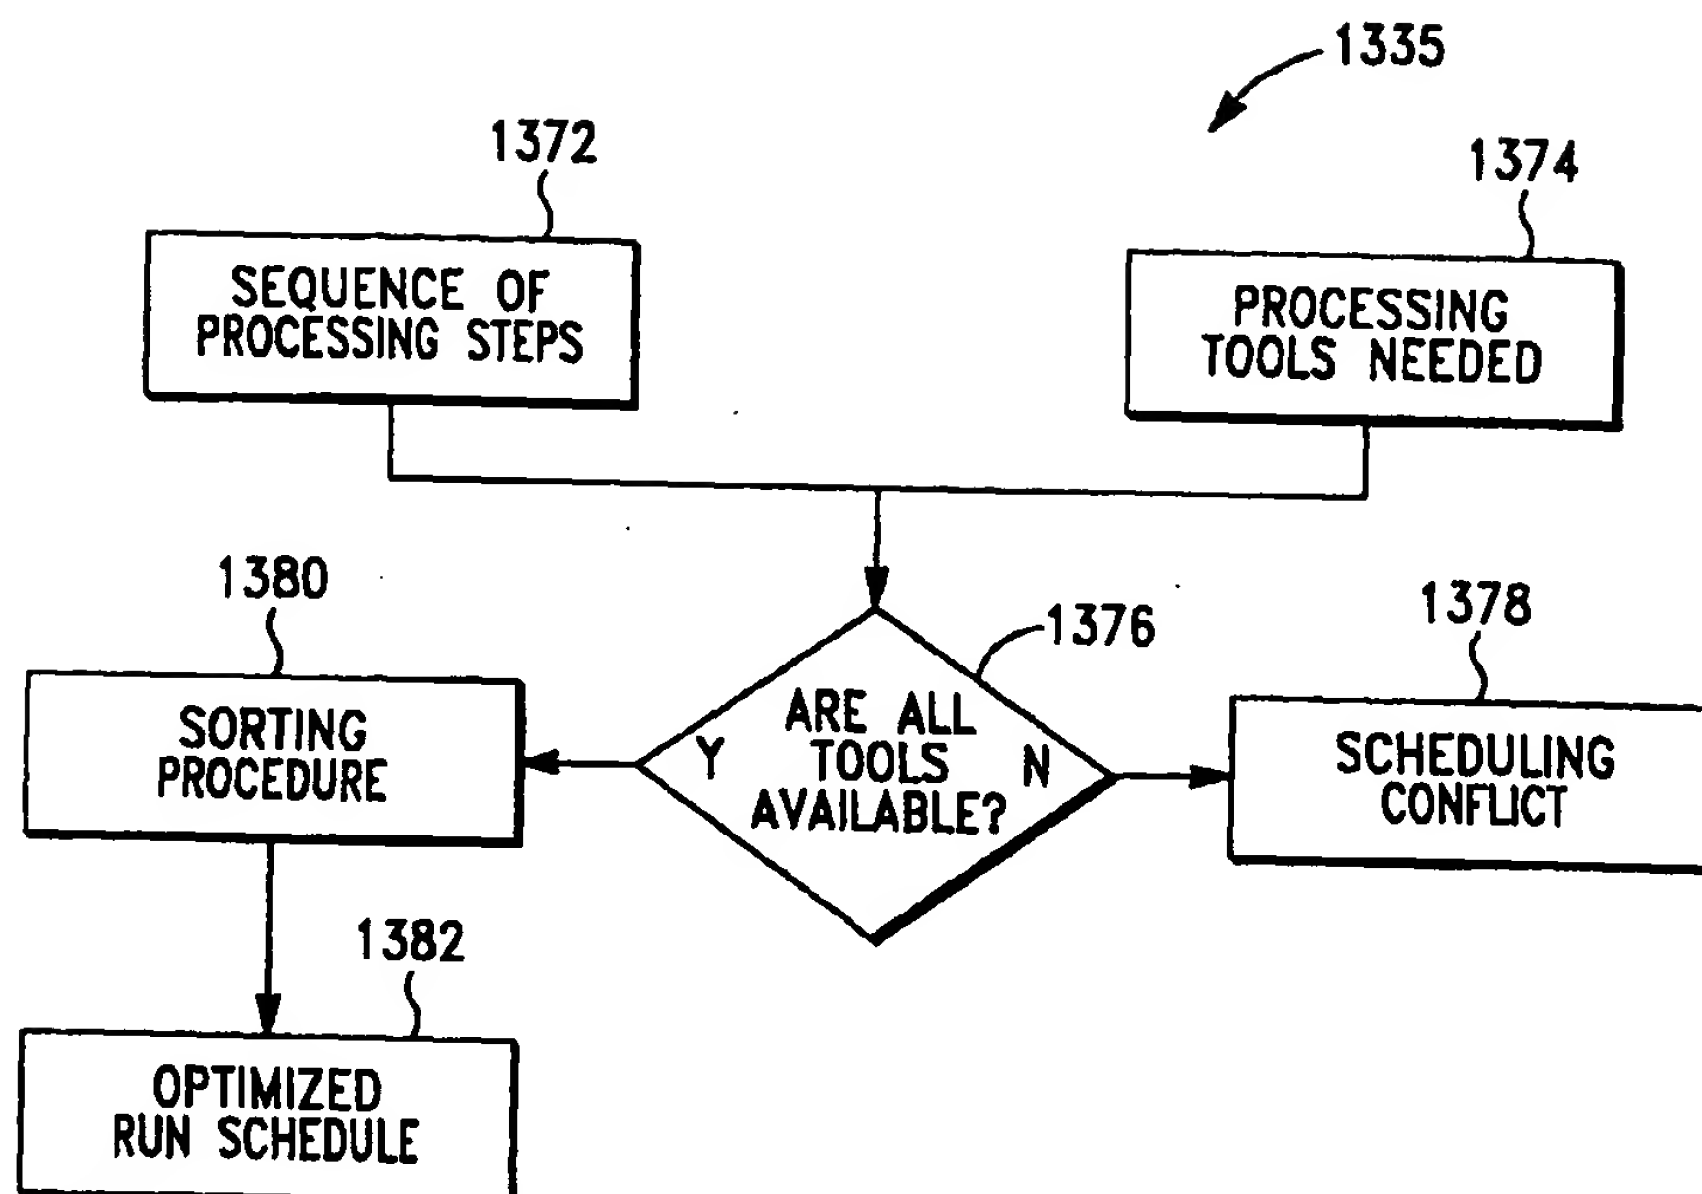 1335
1372
SEQUENCE OF
PROCESSING STEPS
1374
PROCESSING
TOOLS NEEDED
1380
SORTING
PROCEDURE
1376
ARE ALL
TOOLS
AVAILABLE?
Y
N
1378
SCHEDULING
CONFLICT
1382
OPTIMIZED
RUN SCHEDULE